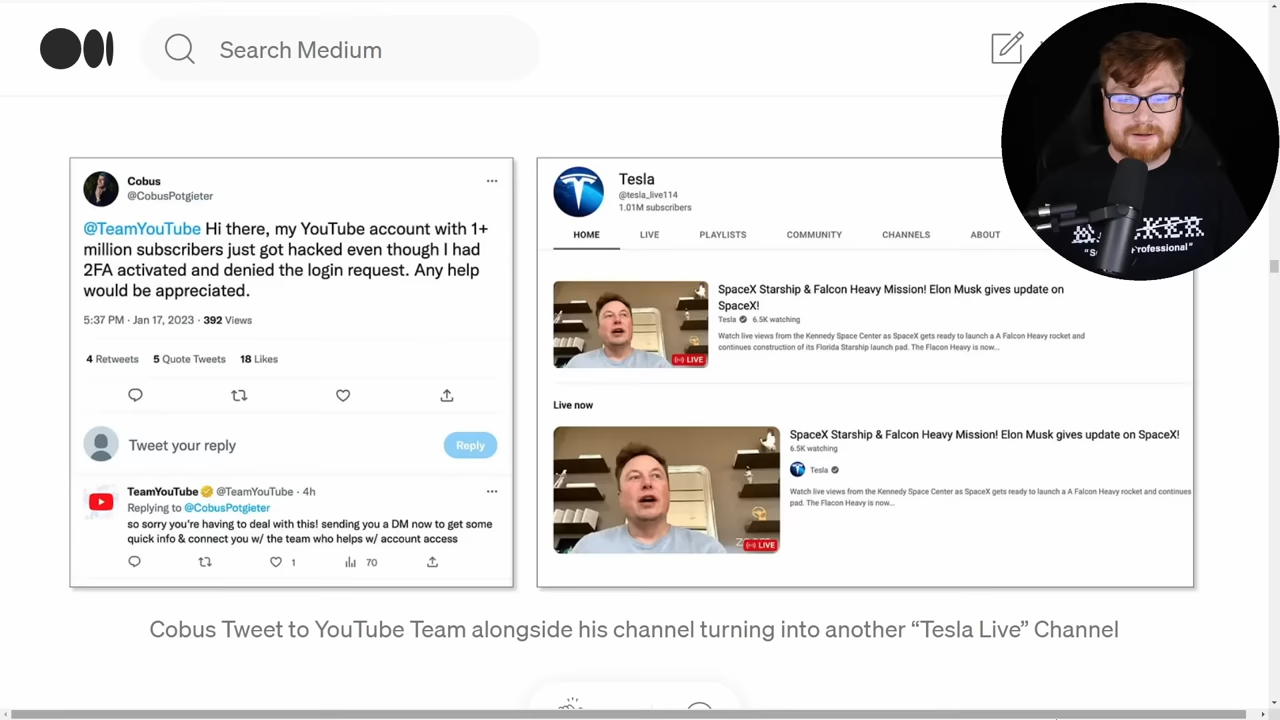 Search Medium
Cobus
@CobusPotgieter
@TeamYouTube Hi there, my YouTube account with 1+
million subscribers just got hacked even though I had
2FA activated and denied the login request. Any help
would be appreciated.
5:37 PM · Jan 17, 2023 · 392 Views
4 Retweets 5 Quote Tweets 18 Likes
Tweet your reply
Reply
TeamYouTube @TeamYouTube · 4h
Replying to @CobusPotgieter
so sorry you're having to deal with this! sending you a DM now to get some
quick info & connect you w/ the team who helps w/ account access
1
70
Tesla
@tesla_live114
1.01M subscribers
HOME LIVE PLAYLISTS COMMUNITY CHANNELS ABOUT
SpaceX Starship & Falcon Heavy Mission! Elon Musk gives update on
SpaceX!
Tesla 6.5K watching
Watch live views from the Kennedy Space Center as SpaceX gets ready to launch a A Falcon Heavy rocket and
continues construction of its Florida Starship launch pad. The Flacon Heavy is now...
LIVE
Live now
SpaceX Starship & Falcon Heavy Mission! Elon Musk gives update on SpaceX!
6.5K watching
Tesla
Watch live views from the Kennedy Space Center as SpaceX gets ready to launch a A Falcon Heavy rocket and continues
pad. The Flacon Heavy is now...
LIVE
Cobus Tweet to YouTube Team alongside his channel turning into another “Tesla Live” Channel